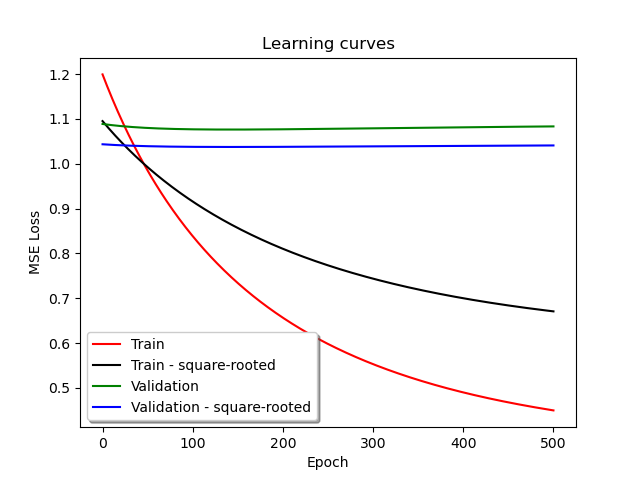 Learning curves
MSE Loss
1.2
1.1
1.0
0.9
0.8
0.7
0.6
0.5
Train
Train - square-rooted
Validation
Validation - square-rooted
0 100 200 300 400 500
Epoch